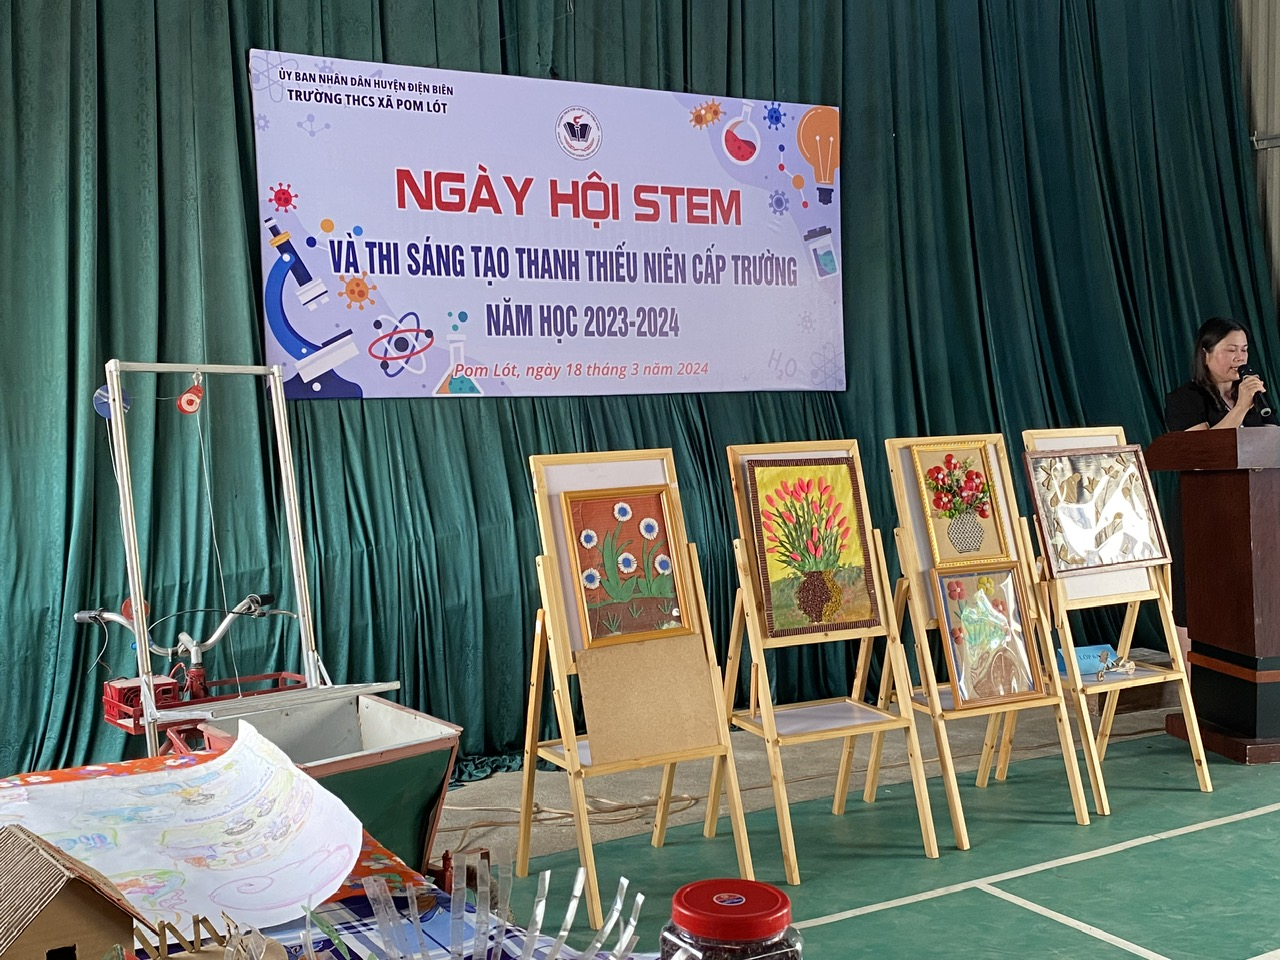 ỦY BAN NHÂN DÂN HUYỆN ĐIỆN BIÊN
TRƯỜNG THCS XÃ POM LÓT
NGÀY HỘI STEM
VÀ THI SÁNG TẠO THANH THIẾU NIÊN CẤP TRƯỜNG
NĂM HỌC 2023-2024
Pom Lót, ngày 18 tháng 3 năm 2024
H₂O